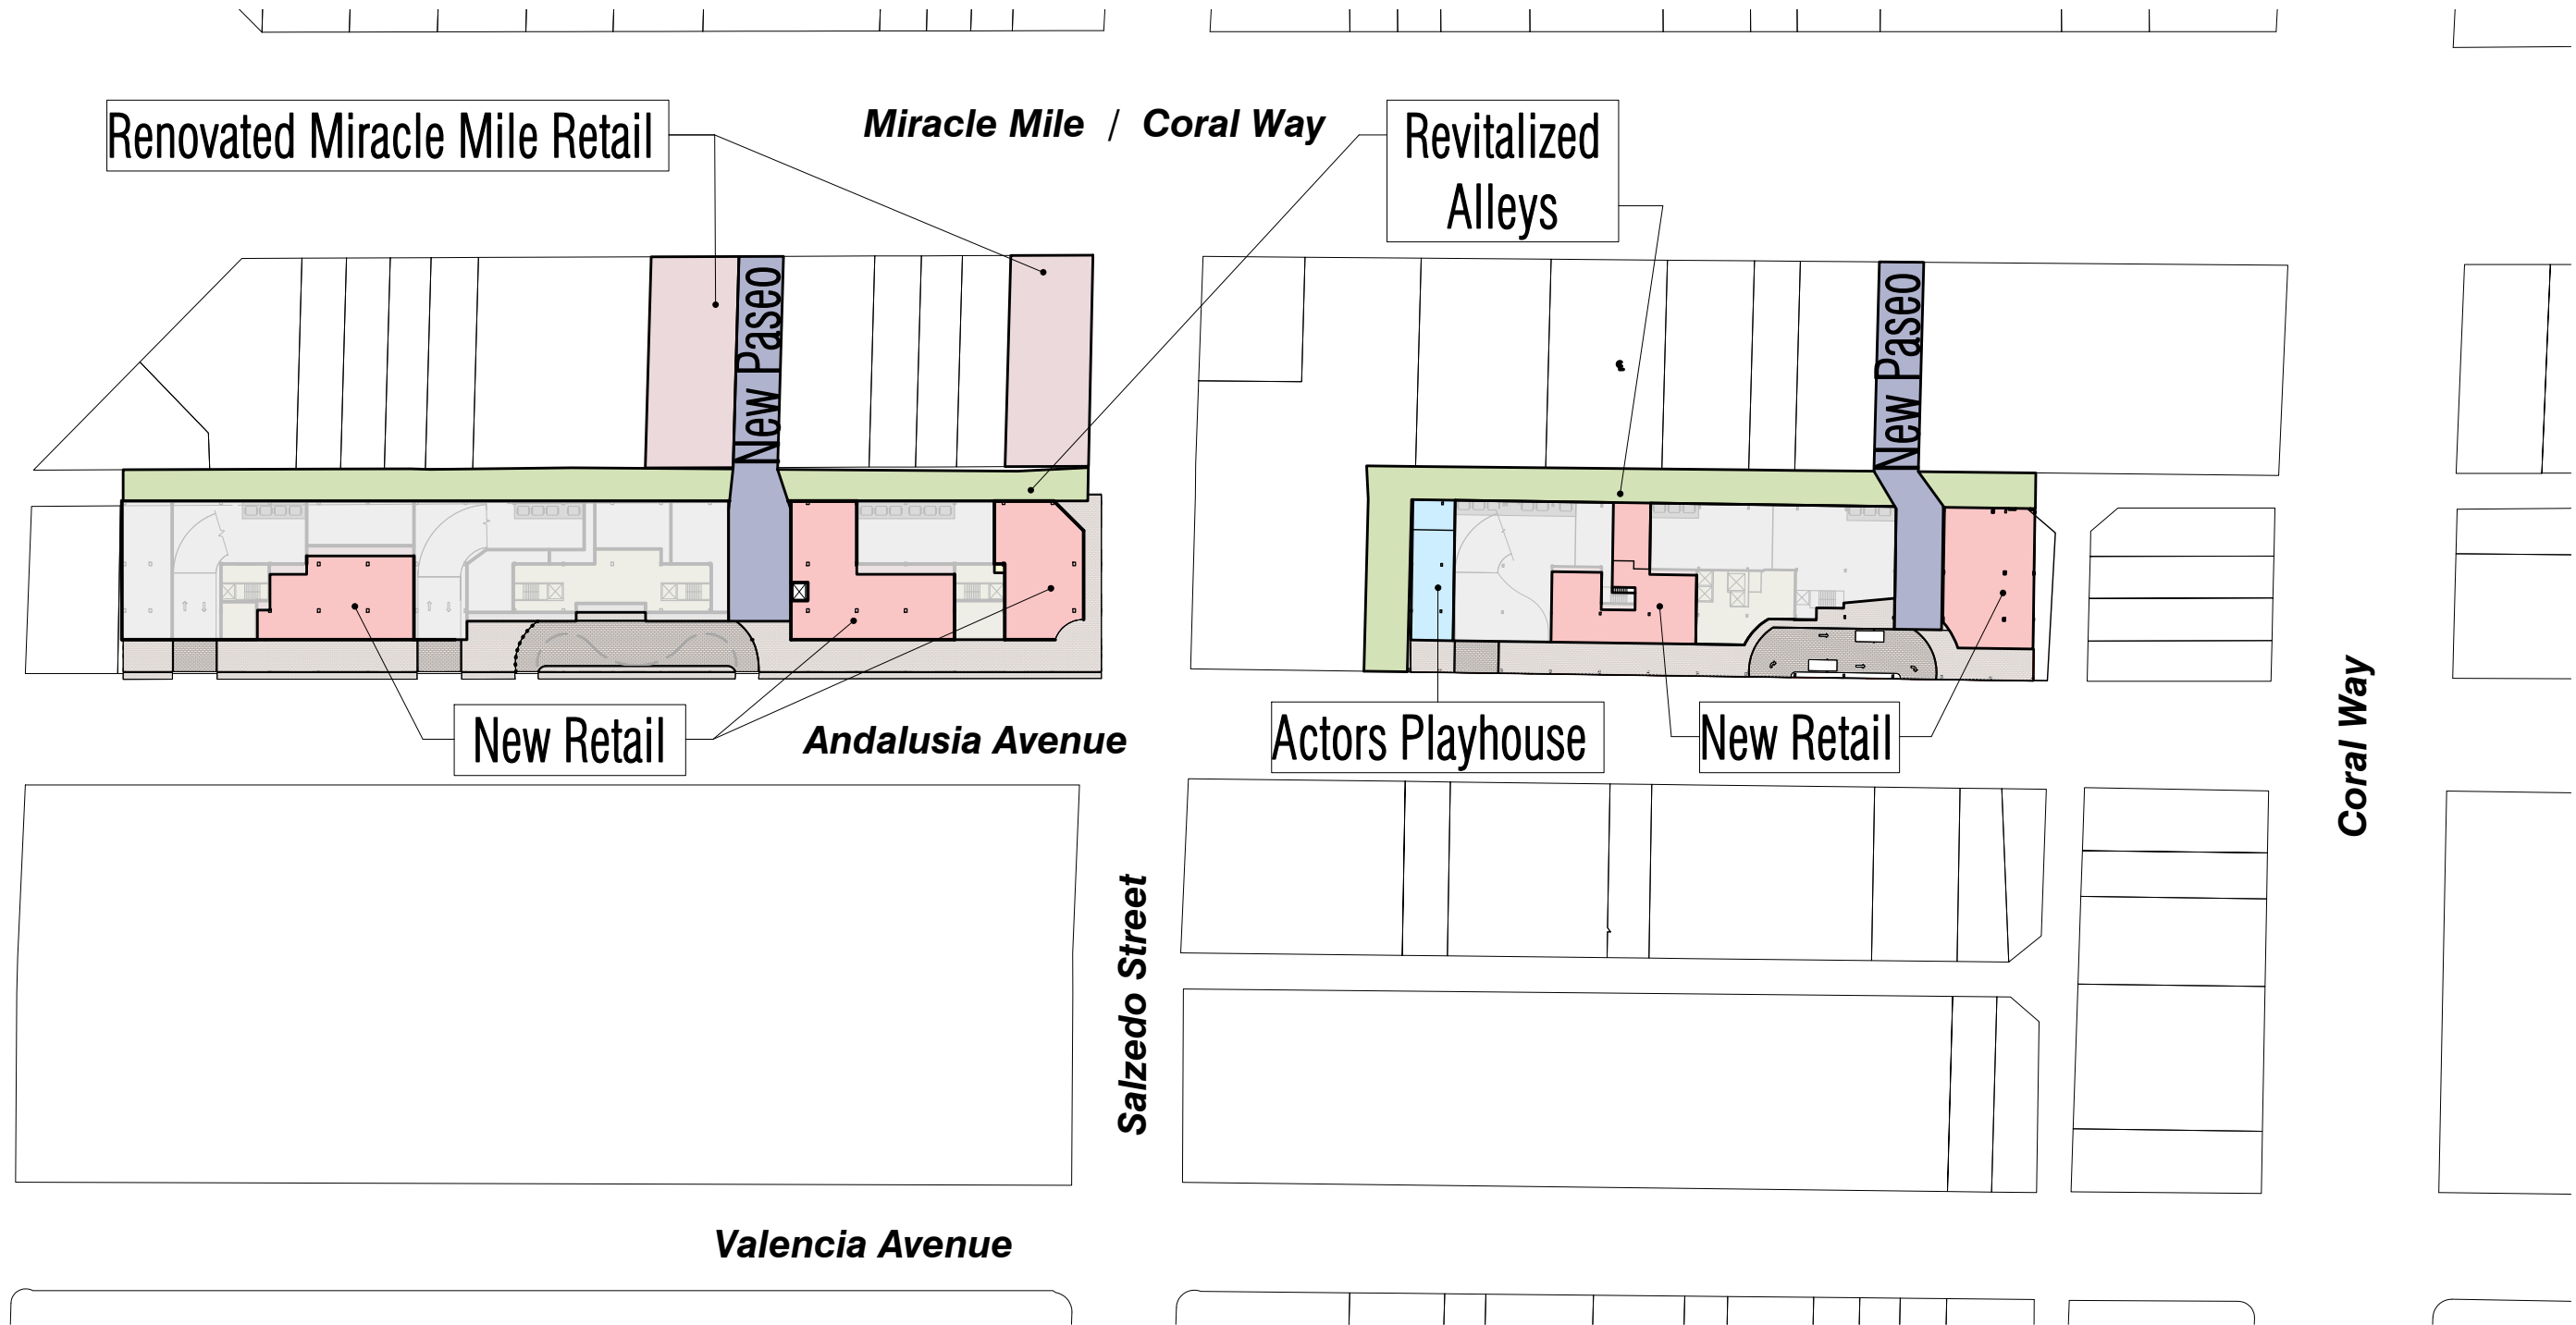 Renovated Miracle Mile Retail
Miracle Mile / Coral Way
Revitalized
Alleys
New Paseo
New Paseo
New Retail
Andalusia Avenue
Actors Playhouse
New Retail
Coral Way
Salzedo Street
Valencia Avenue